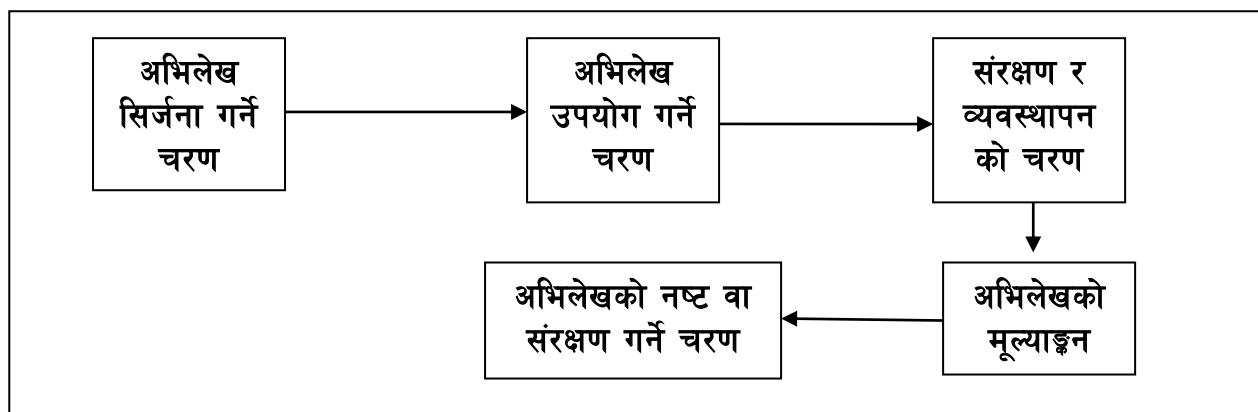 अभिलेख
सिर्जना गर्ने
चरण
अभिलेख
उपयोग गर्ने
चरण
संरक्षण र
व्यवस्थापन
को चरण
अभिलेखको
मूल्याङ्कन
अभिलेखको नष्ट वा
संरक्षण गर्ने चरण